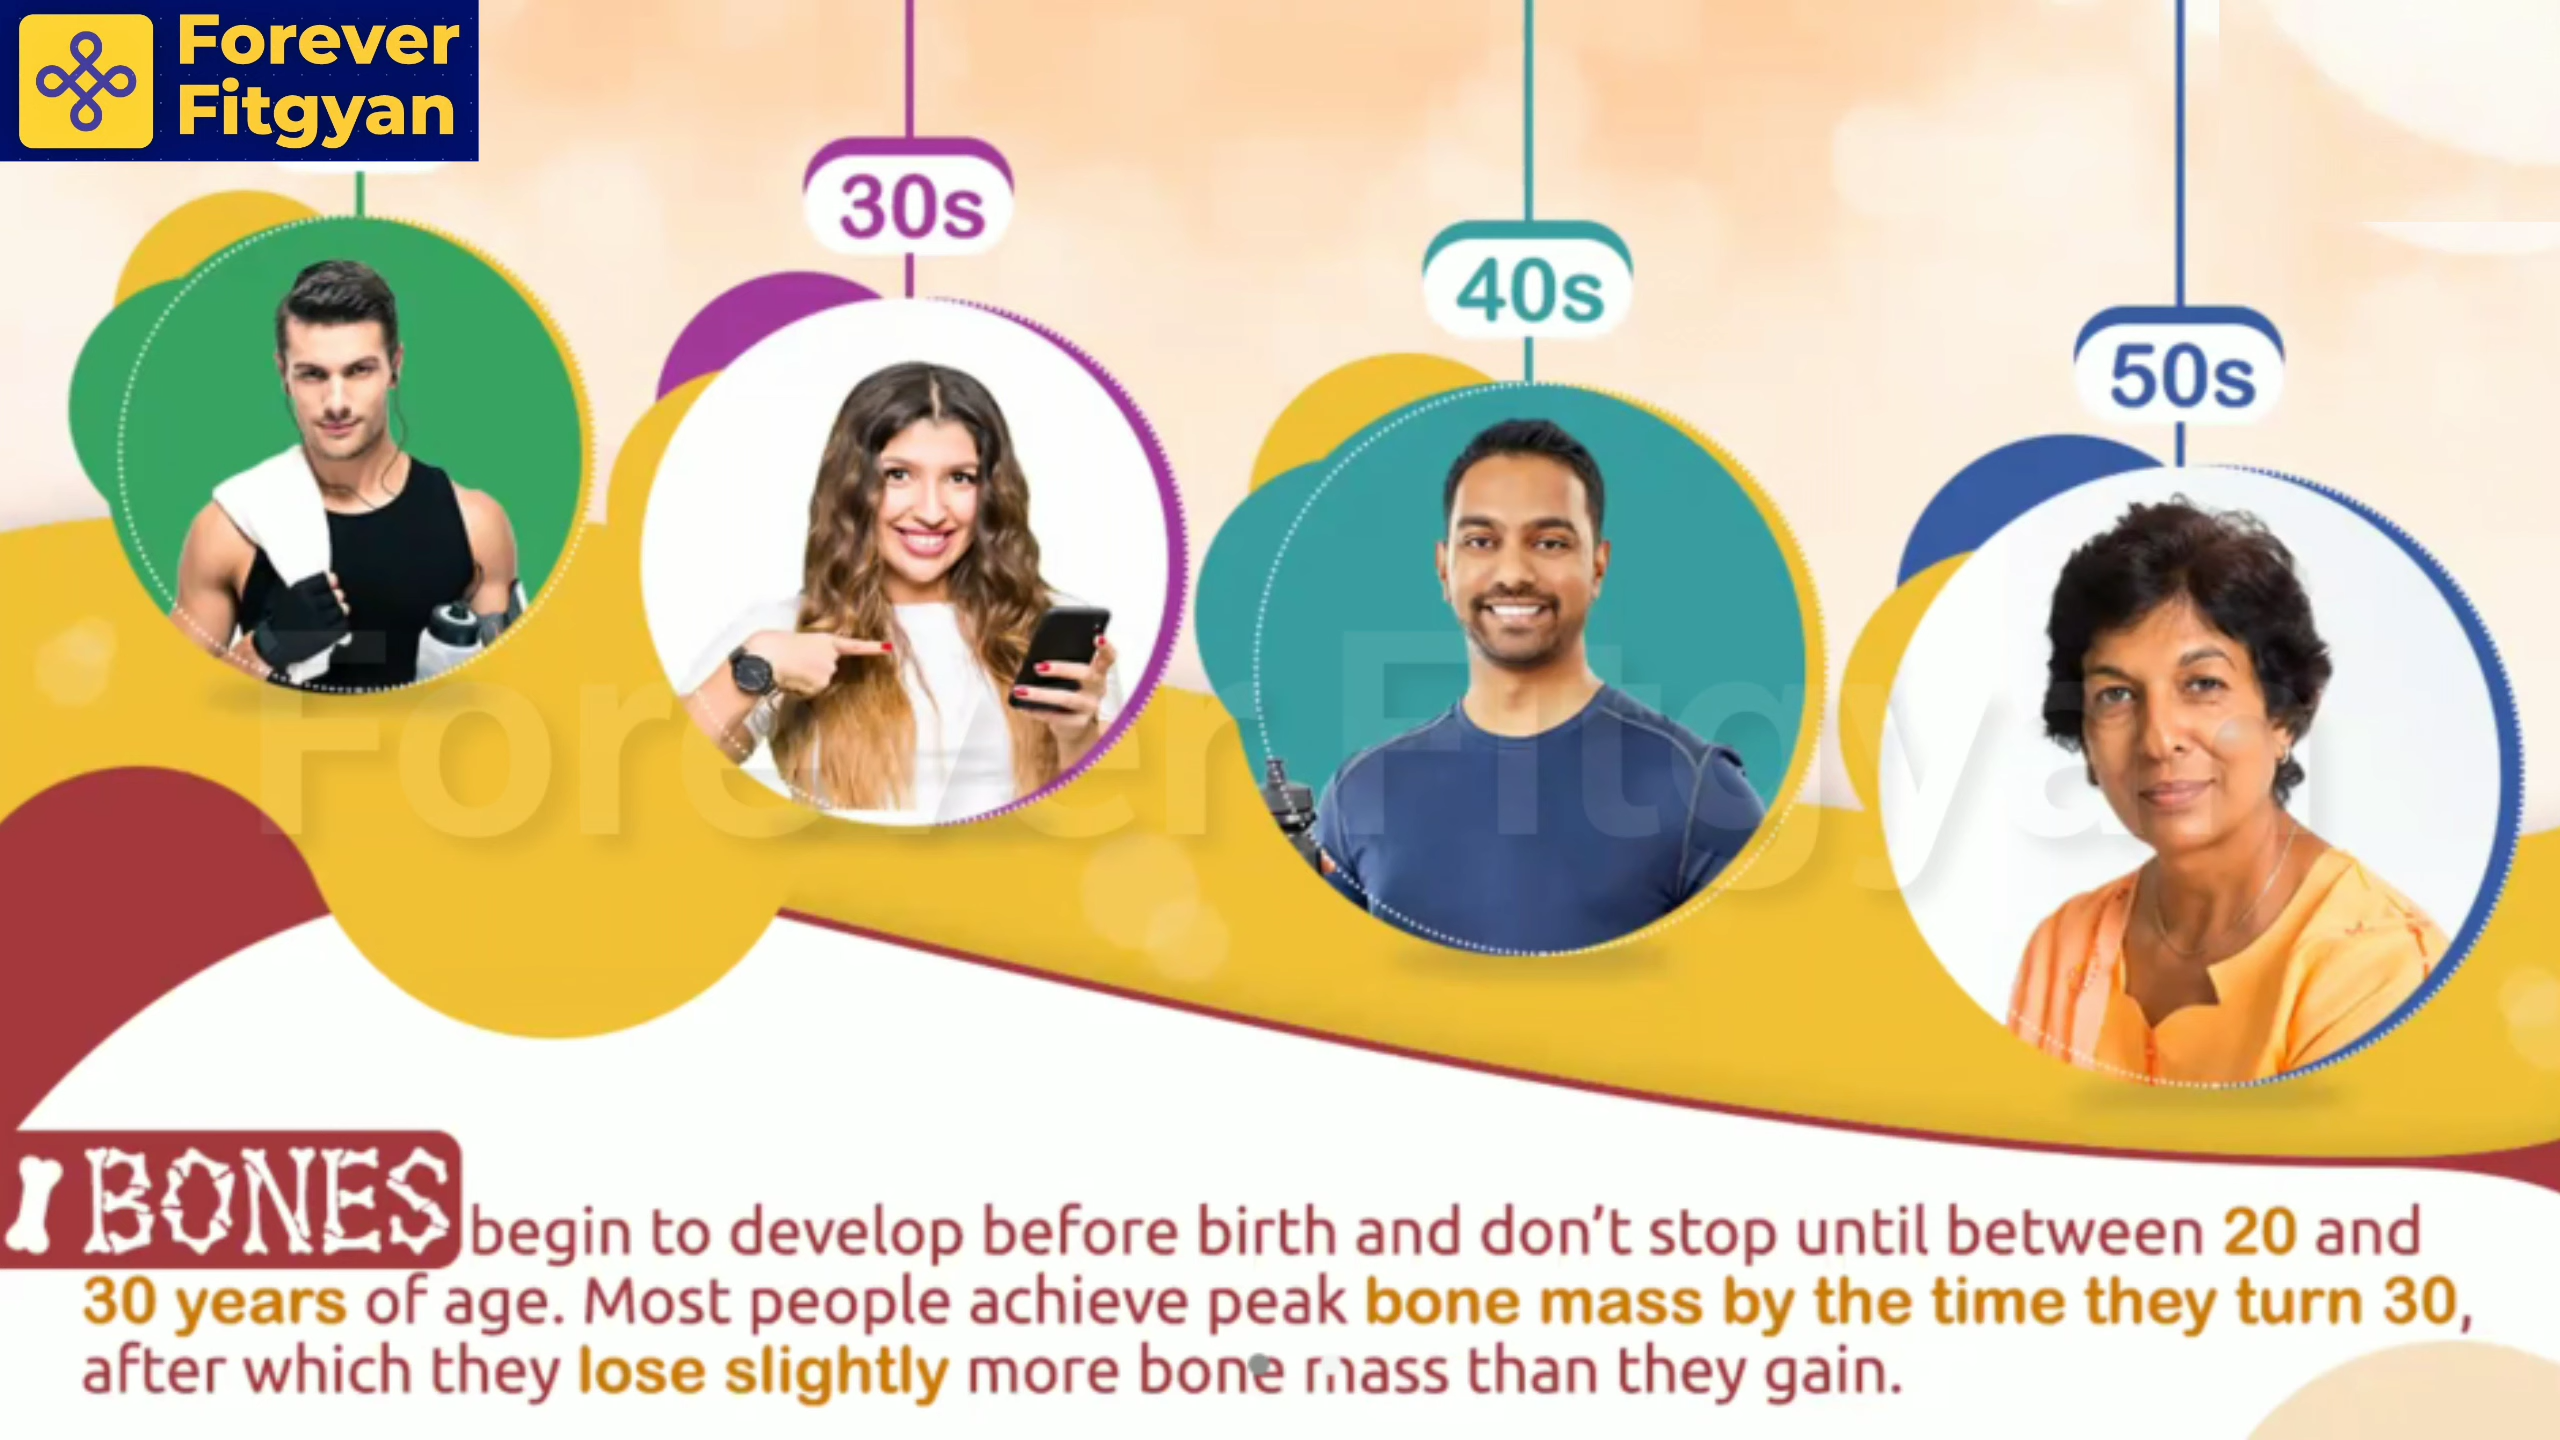 Forever
Fitgyan
30s
40s
50s
Forever Fitgyan
BONES begin to develop before birth and don't stop until between 20 and
30 years of age. Most people achieve peak bone mass by the time they turn 30,
after which they lose slightly more bone mass than they gain.